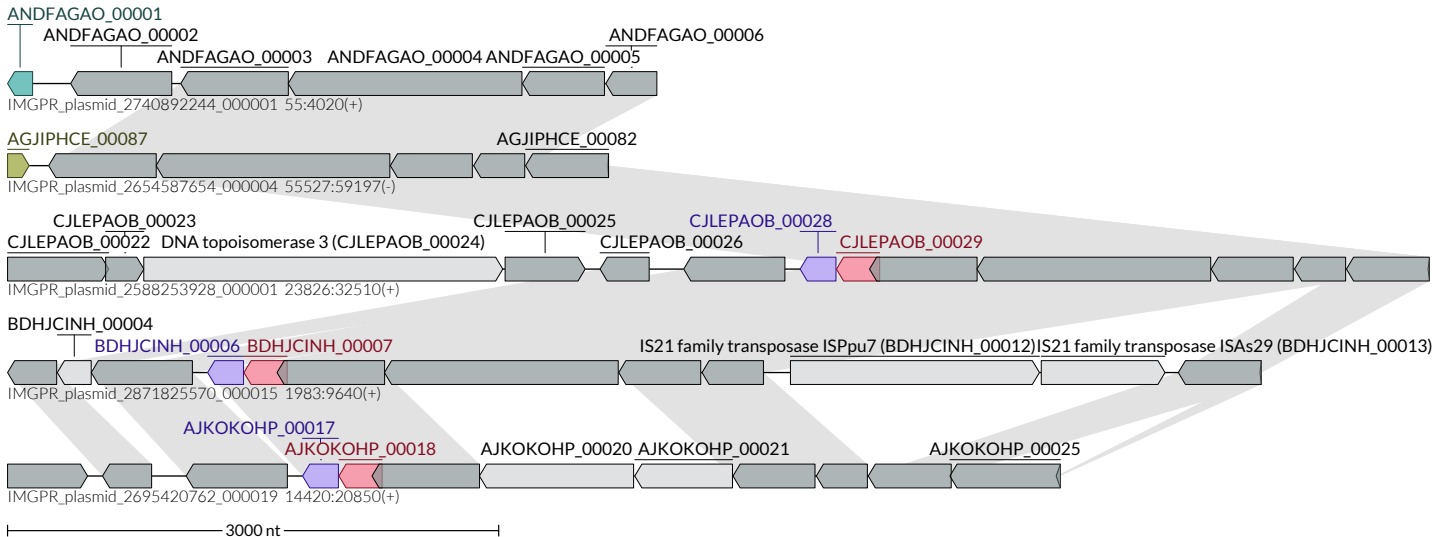 ANDFAGAO_00001
ANDFAGAO_00002 ANDFAGAO_00006
ANDFAGAO_00003 ANDFAGAO_00004 ANDFAGAO_00005
IMGPR_plasmid_2740892244_000001 55:4020(+)
AGJIPHCE_00087 AGJIPHCE_00082
IMGPR_plasmid_2654587654_000004 55527:59197(-)
CJLEPAOB_00023 CJLEPAOB_00025 CJLEPAOB_00028
CJLEPAOB_00022 DNA topoisomerase 3 (CJLEPAOB_00024) CJLEPAOB_00026 CJLEPAOB_00029
IMGPR_plasmid_2588253928_000001 23826:32510(+)
BDHJCINH_00004
BDHJCINH_00006 BDHJCINH_00007 IS21 family transposase ISPpu7 (BDHJCINH_00012) IS21 family transposase ISAs29 (BDHJCINH_00013)
IMGPR_plasmid_2871825570_000015 1983:9640(+)
AJKOKOHP_00017
AJKOKOHP_00018 AJKOKOHP_00020 AJKOKOHP_00021 AJKOKOHP_00025
IMGPR_plasmid_2695420762_000019 14420:20850(+)
3000 nt